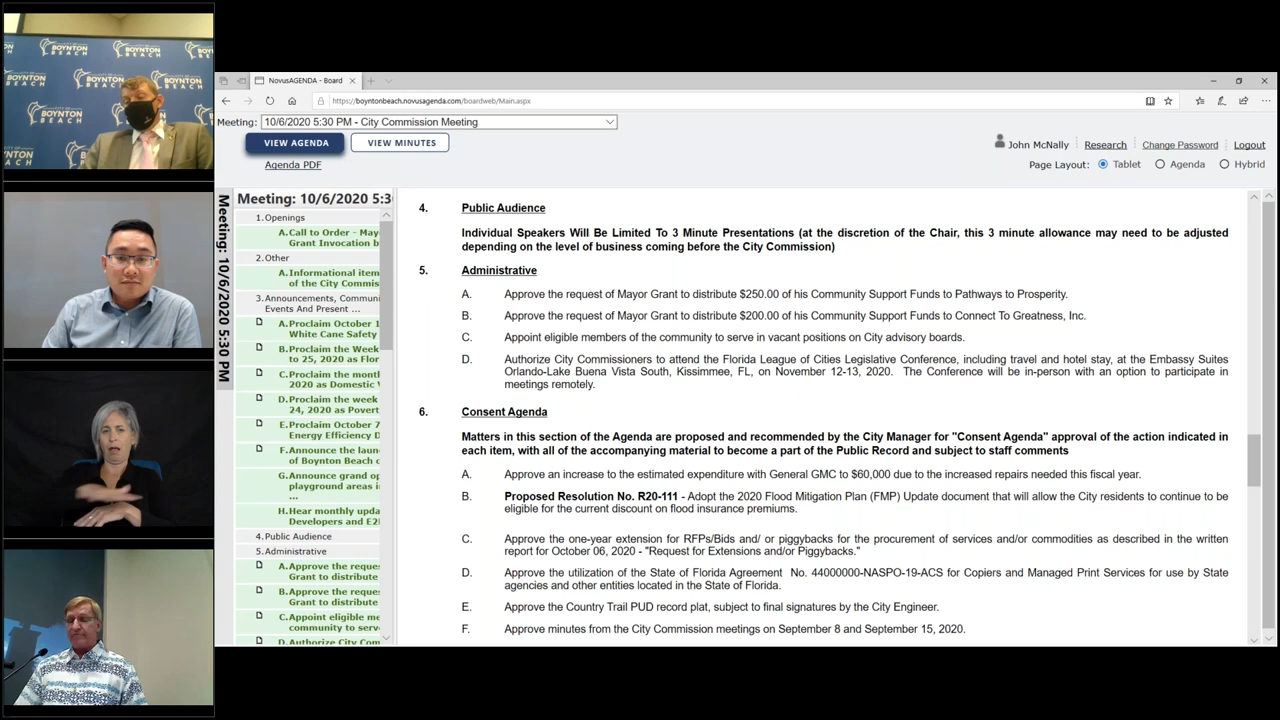 BOYNTON
BEACH
NovusAGENDA - Board
https://boyntonbeach.novusagenda.com/boardweb/Main.aspx
Meeting: 10/6/2020 5:30 PM - City Commission Meeting
VIEW AGENDA VIEW MINUTES
Agenda PDF
John McNally Research Change Password Logout
Page Layout: Tablet Agenda Hybrid
Meeting: 10/6/2020 5:30 PM
Meeting: 10/6/2020 5:3
1.Openings
A.Call to Order - May
Grant Invocation b
2.Other
A.Informational item
of the City Commis
3.Announcements, Commun
Events And Present ...
A.Proclaim October 1
White Cane Safety
B.Proclaim the Week
to 25, 2020 as Flor
C.Proclaim the mont
2020 as Domestic V
D.Proclaim the week
24, 2020 as Povert
E.Proclaim October 7
Energy Efficiency D
F.Announce the laun
of Boynton Beach c
G.Announce grand op
playground areas i
...
H.Hear monthly upda
Developers and E2
4.Public Audience
5.Administrative
A.Approve the reque
Grant to distribute
B.Approve the reque
Grant to distribute
C.Appoint eligible me
community to serv
D.Authorize City Com
4. Public Audience
Individual Speakers Will Be Limited To 3 Minute Presentations (at the discretion of the Chair, this 3 minute allowance may need to be adjusted
depending on the level of business coming before the City Commission)
5. Administrative
A. Approve the request of Mayor Grant to distribute $250.00 of his Community Support Funds to Pathways to Prosperity.
B. Approve the request of Mayor Grant to distribute $200.00 of his Community Support Funds to Connect To Greatness, Inc.
C. Appoint eligible members of the community to serve in vacant positions on City advisory boards.
D. Authorize City Commissioners to attend the Florida League of Cities Legislative Conference, including travel and hotel stay, at the Embassy Suites
Orlando-Lake Buena Vista South, Kissimmee, FL, on November 12-13, 2020. The Conference will be in-person with an option to participate in
meetings remotely.
6. Consent Agenda
Matters in this section of the Agenda are proposed and recommended by the City Manager for "Consent Agenda" approval of the action indicated in
each item, with all of the accompanying material to become a part of the Public Record and subject to staff comments
A. Approve an increase to the estimated expenditure with General GMC to $60,000 due to the increased repairs needed this fiscal year.
B. Proposed Resolution No. R20-111 - Adopt the 2020 Flood Mitigation Plan (FMP) Update document that will allow the City residents to continue to be
eligible for the current discount on flood insurance premiums.
C. Approve the one-year extension for RFPs/Bids and/ or piggybacks for the procurement of services and/or commodities as described in the written
report for October 06, 2020 - "Request for Extensions and/or Piggybacks."
D. Approve the utilization of the State of Florida Agreement No. 44000000-NASPO-19-ACS for Copiers and Managed Print Services for use by State
agencies and other entities located in the State of Florida.
E. Approve the Country Trail PUD record plat, subject to final signatures by the City Engineer.
F. Approve minutes from the City Commission meetings on September 8 and September 15, 2020.